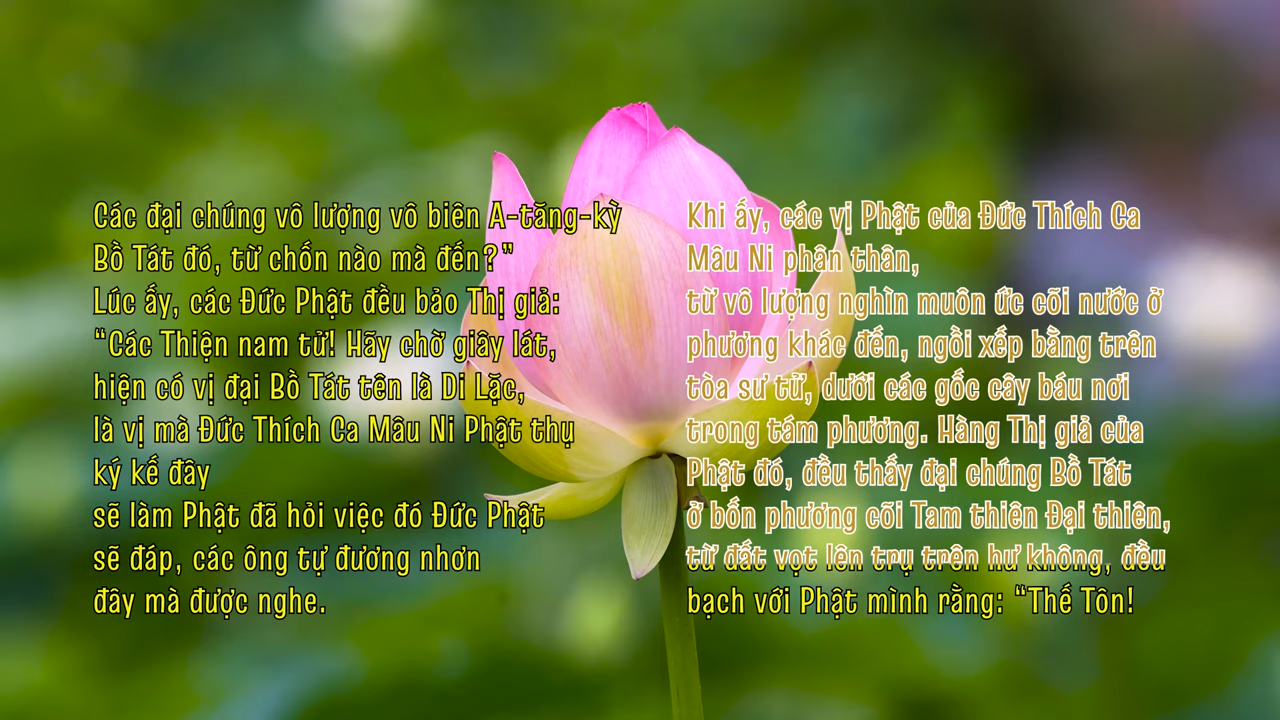 Các đại chúng vô lượng vô biên A-tăng-kỳ
Bồ Tát đó, từ chốn nào mà đến?”
Lúc ấy, các Đức Phật đều bảo Thị giả:
“Các Thiện nam tử! Hãy chờ giây lát,
hiện có vị đại Bồ Tát tên là Di Lặc,
là vị mà Đức Thích Ca Mâu Ni Phật thụ
ký kế đây
sẽ làm Phật đã hỏi việc đó Đức Phật
sẽ đáp, các ông tự đương nhơn
đây mà được nghe.
Khi ấy, các vị Phật của Đức Thích Ca
Mâu Ni phân thân,
từ vô lượng nghìn muôn ức cõi nước ở
phương khác đến, ngồi xếp bằng trên
tòa sư tử, dưới các gốc cây báu nơi
trong tám phương. Hàng Thị giả của
Phật đó, đều thấy đại chúng Bồ Tát
ở bốn phương cõi Tam thiên Đại thiên,
từ đất vọt lên trụ trên hư không, đều
bạch với Phật mình rằng: “Thế Tôn!